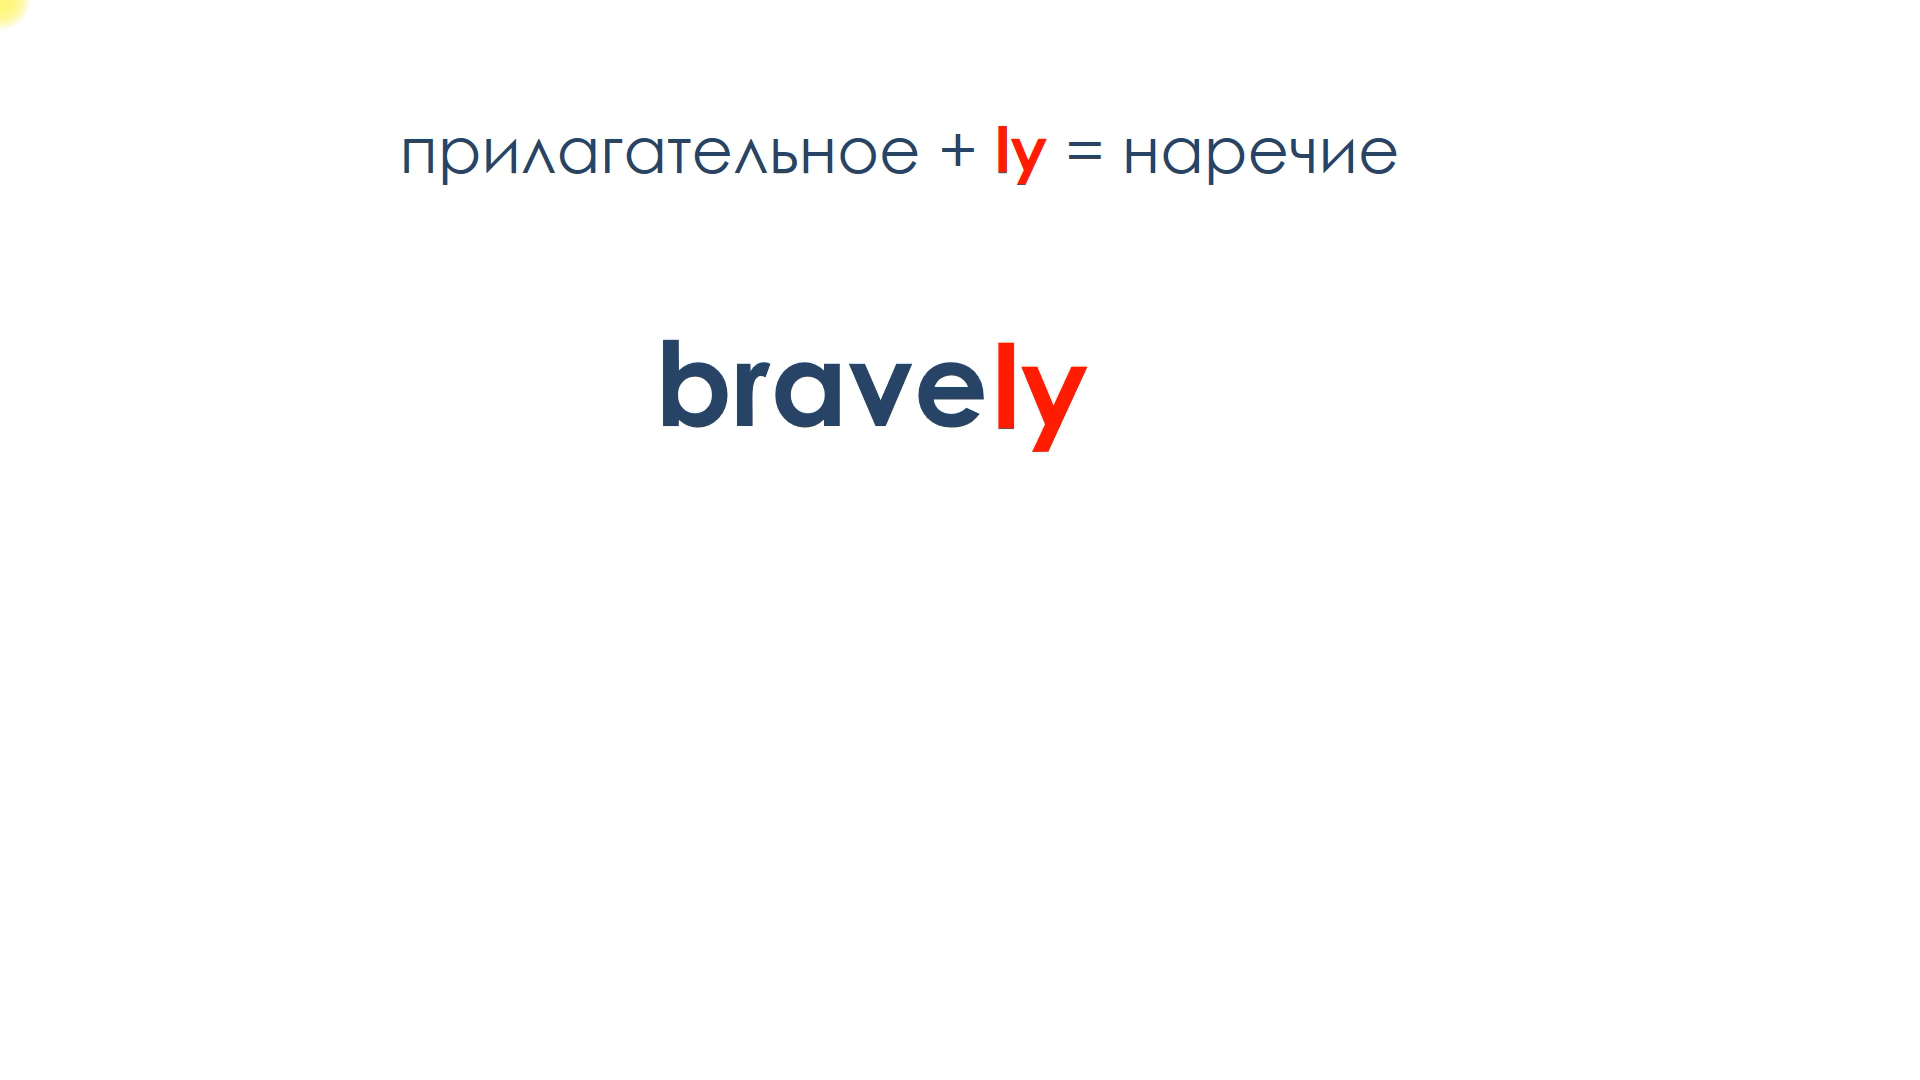 прилагательное + ly = наречие
bravely